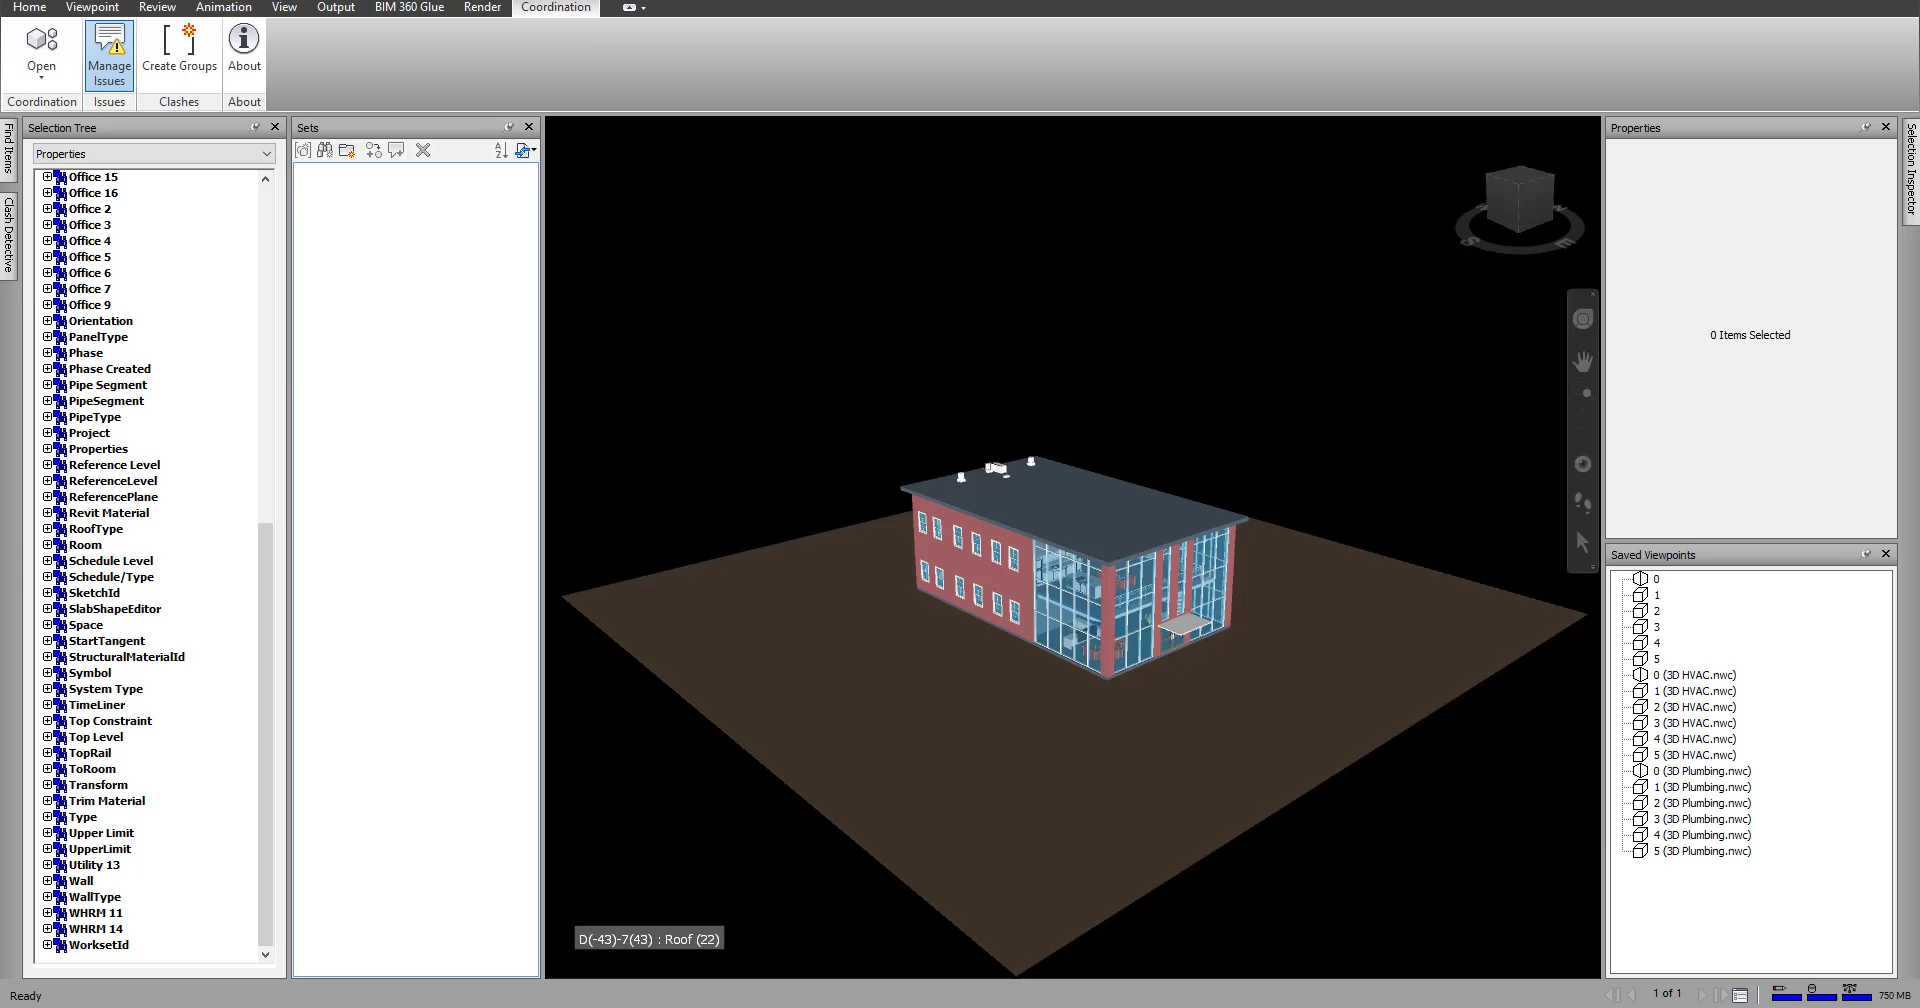 Home Viewpoint Review Animation View Output BIM 360 Glue Render Coordination
Open
Manage Issues
Create Groups
About
Coordination Issues Clashes About
Find Items
Clash Detective
Selection Tree
Properties
Office 15
Office 16
Office 2
Office 3
Office 4
Office 5
Office 6
Office 7
Office 9
Orientation
PanelType
Phase
Phase Created
Pipe Segment
PipeSegment
PipeType
Project
Properties
Reference Level
ReferenceLevel
ReferencePlane
Revit Material
RoofType
Room
Schedule Level
Schedule/Type
SketchId
SlabShapeEditor
Space
StartTangent
StructuralMaterialId
Symbol
System Type
TimeLiner
Top Constraint
Top Level
TopRail
ToRoom
Transform
Trim Material
Type
Upper Limit
UpperLimit
Utility 13
Wall
WallType
WHRM 11
WHRM 14
WorksetId
Sets
A
Z
S
E
D(-43)-7(43) : Roof (22)
Properties
0 Items Selected
Selection Inspector
Saved Viewpoints
0
1
2
3
4
5
0 (3D HVAC.nwc)
1 (3D HVAC.nwc)
2 (3D HVAC.nwc)
3 (3D HVAC.nwc)
4 (3D HVAC.nwc)
5 (3D HVAC.nwc)
0 (3D Plumbing.nwc)
1 (3D Plumbing.nwc)
2 (3D Plumbing.nwc)
3 (3D Plumbing.nwc)
4 (3D Plumbing.nwc)
5 (3D Plumbing.nwc)
Ready
1 of 1
750 MB